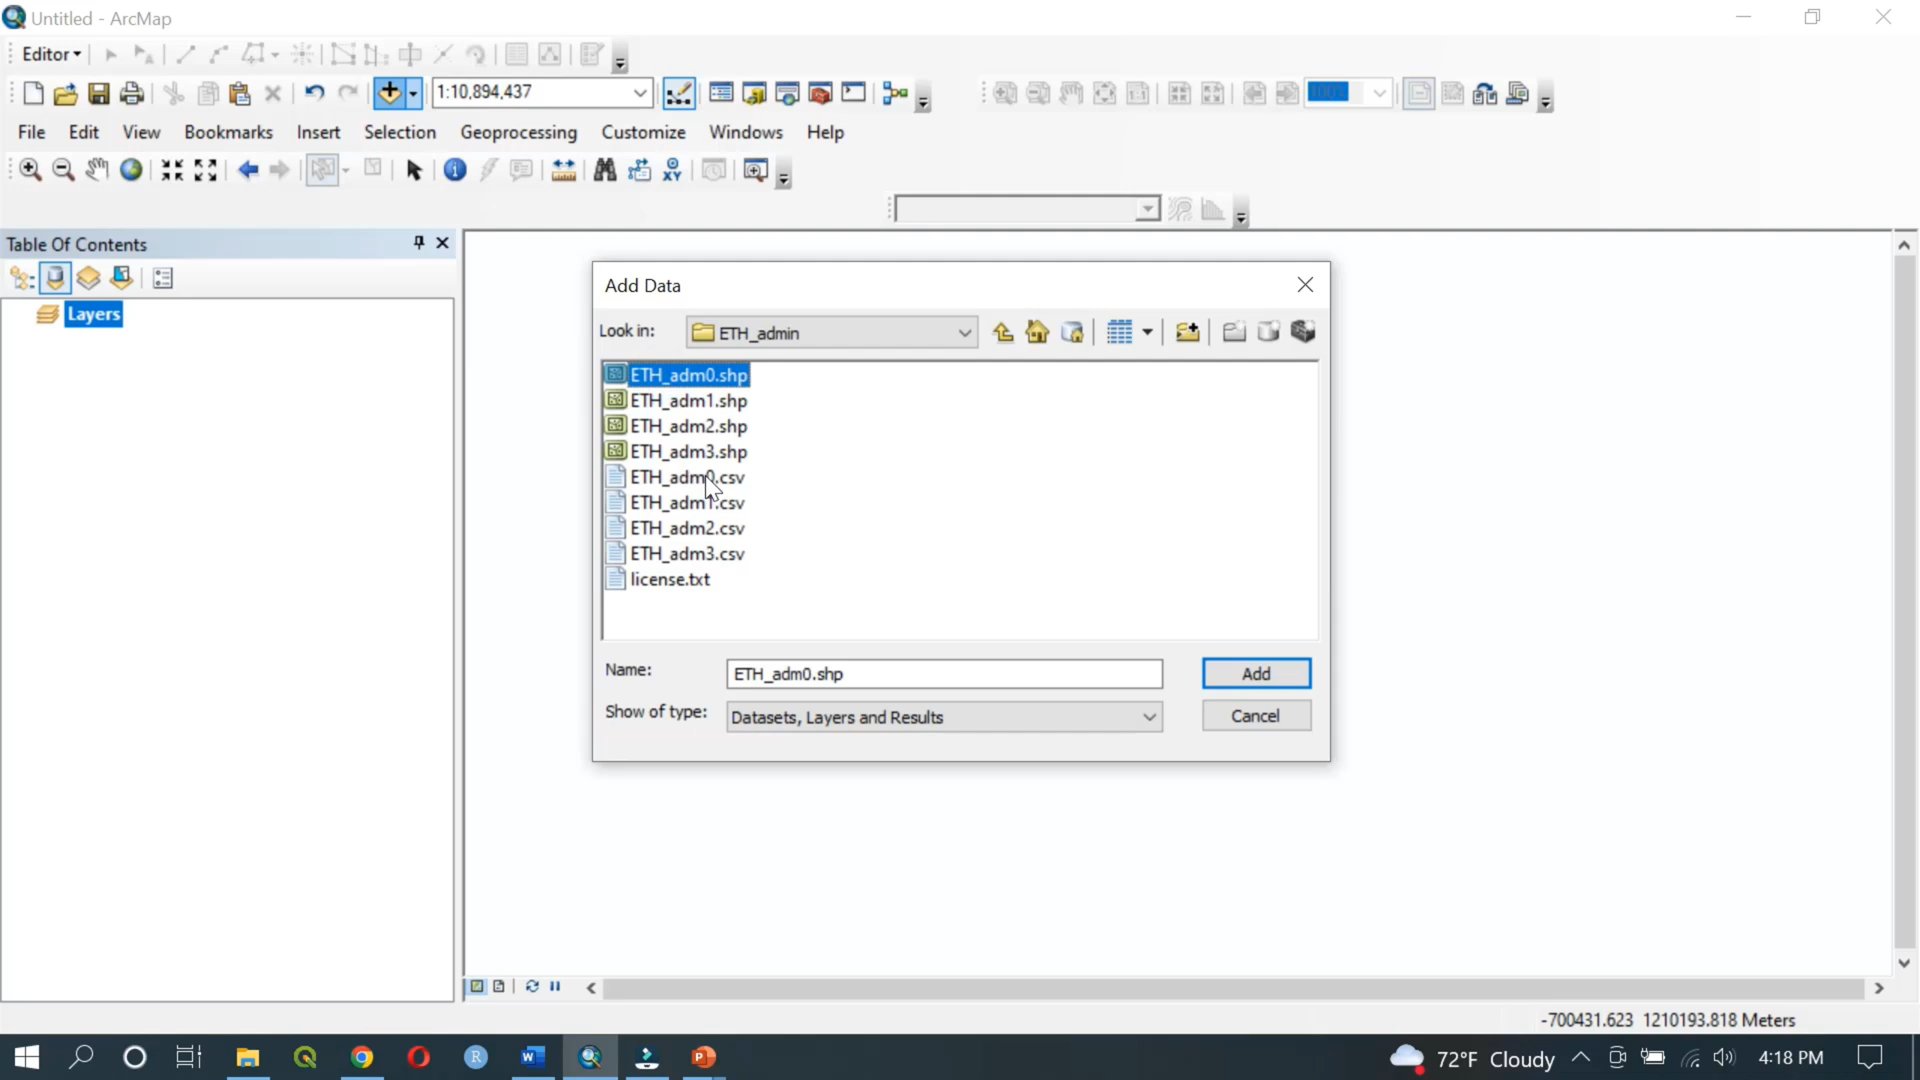 Untitled - ArcMap
Editor
1:10,894,437
100%
File Edit View Bookmarks Insert Selection Geoprocessing Customize Windows Help
Table Of Contents
Layers
Add Data
Look in: ETH_admin
ETH_adm0.shp
ETH_adm1.shp
ETH_adm2.shp
ETH_adm3.shp
ETH_adm0.csv
ETH_adm1.csv
ETH_adm2.csv
ETH_adm3.csv
license.txt
Name: ETH_adm0.shp Add
Show of type: Datasets, Layers and Results Cancel
-700431.623 1210193.818 Meters
72°F Cloudy 4:18 PM